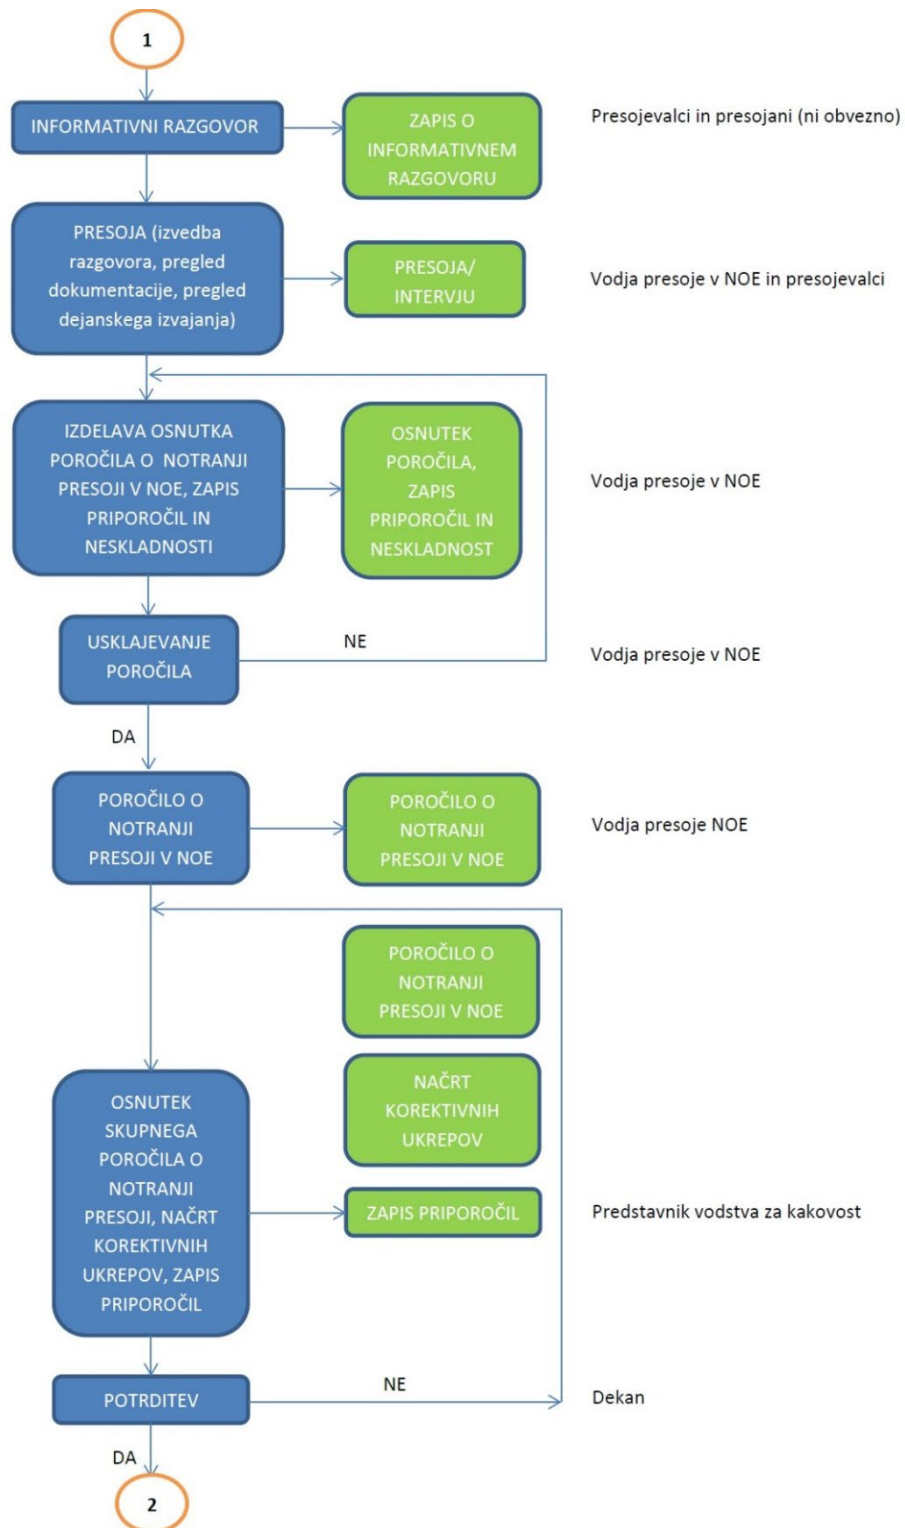 1
INFORMATIVNI RAZGOVOR
ZAPIS O
INFORMATIVNEM
RAZGOVORU
Presojevalci in presojani (ni obvezno)
PRESOJA (izvedba
razgovora, pregled
dokumentacije, pregled
dejanskega izvajanja)
PRESOJA/
INTERVJU
Vodja presoje v NOE in presojevalci
IZDELAVA OSNUTKA
POROČILA O NOTRANJI
PRESOJI V NOE, ZAPIS
PRIPOROČIL IN
NESKLADNOSTI
OSNUTEK
POROČILA,
ZAPIS
PRIPOROČIL IN
NESKLADNOST
Vodja presoje v NOE
USKLAJEVANJE
POROČILA
NE
Vodja presoje v NOE
DA
POROČILO O
NOTRANJI
PRESOJI V NOE
POROČILO O
NOTRANJI
PRESOJI V NOE
Vodja presoje NOE
POROČILO O
NOTRANJI
PRESOJI V NOE
NAČRT
KOREKTIVNIH
UKREPOV
OSNUTEK
SKUPNEGA
POROČILA O
NOTRANJI
PRESOJI, NAČRT
KOREKTIVNIH
UKREPOV, ZAPIS
PRIPOROČIL
ZAPIS PRIPOROČIL
Predstavnik vodstva za kakovost
POTRDITEV
NE
Dekan
DA
2